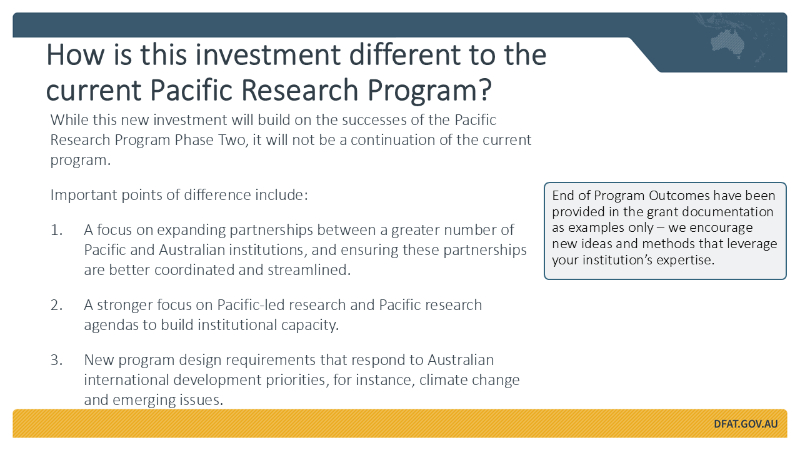 How is this investment different to the
current Pacific Research Program?
While this new investment will build on the successes of the Pacific
Research Program Phase Two, it will not be a continuation of the current
program.
Important points of difference include:
1. A focus on expanding partnerships between a greater number of
Pacific and Australian institutions, and ensuring these partnerships
are better coordinated and streamlined.
2. A stronger focus on Pacific-led research and Pacific research
agendas to build institutional capacity.
3. New program design requirements that respond to Australian
international development priorities, for instance, climate change
and emerging issues.
End of Program Outcomes have been
provided in the grant documentation
as examples only – we encourage
new ideas and methods that leverage
your institution’s expertise.
DFAT.GOV.AU